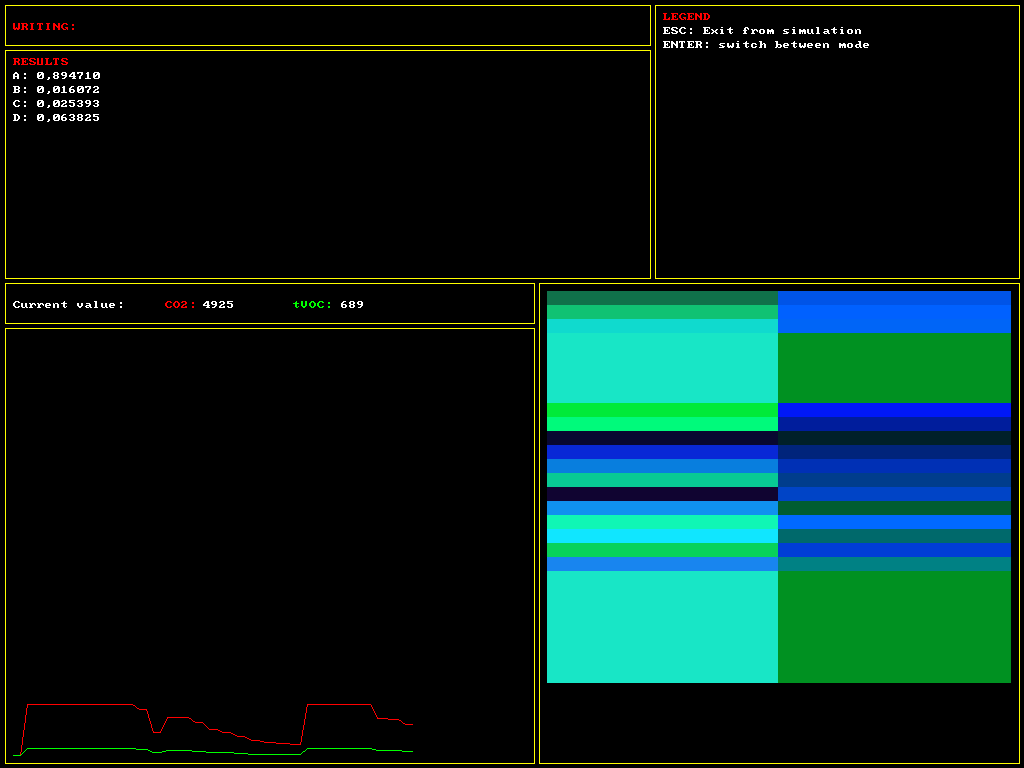 WRITING:
RESULTS
A: 0,894710
B: 0,016072
C: 0,025393
D: 0,063825
LEGEND
ESC: Exit from simulation
ENTER: switch between mode
Current value: CO2: 4925 tVOC: 689